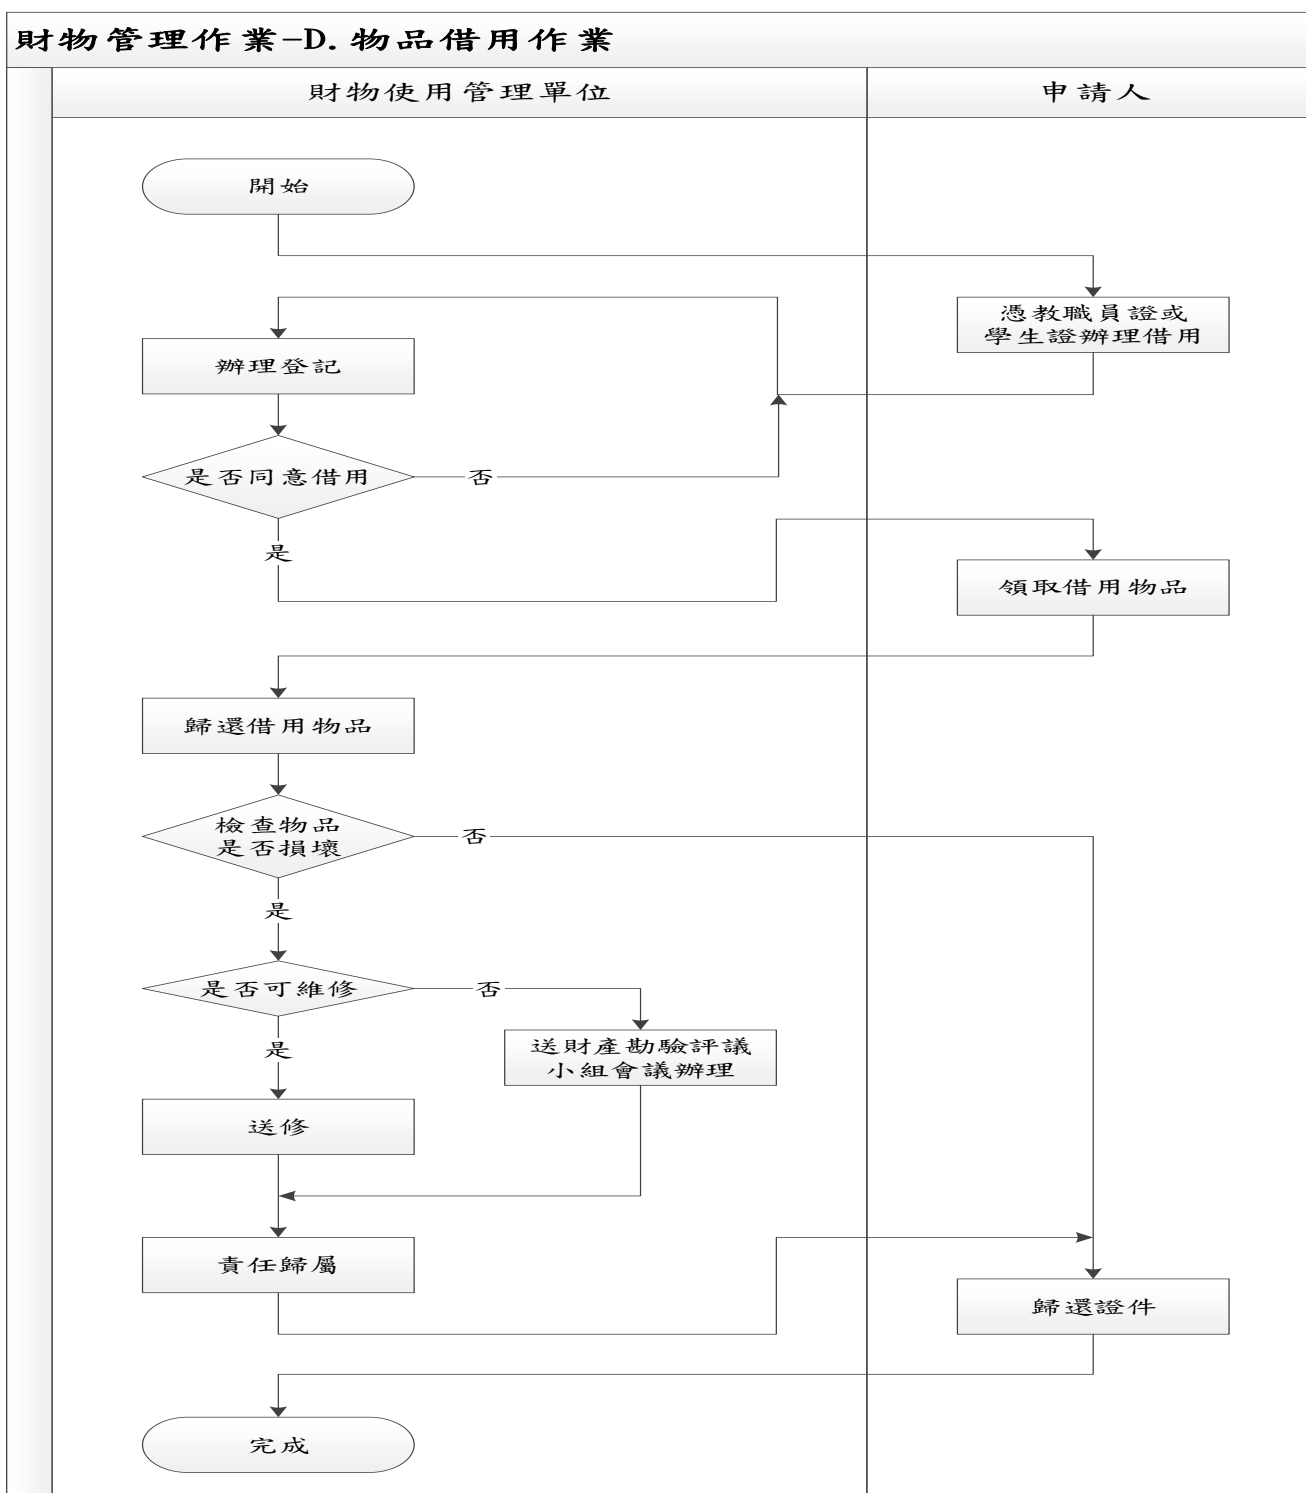 財物管理作業-D.物品借用作業
財物使用管理單位
申請人
開始
憑教職員證或
學生證辦理借用
辦理登記
是否同意借用
否
是
領取借用物品
歸還借用物品
檢查物品
是否損壞
否
是
是否可維修
否
送財產勘驗評議
小組會議辦理
是
送修
責任歸屬
歸還證件
完成